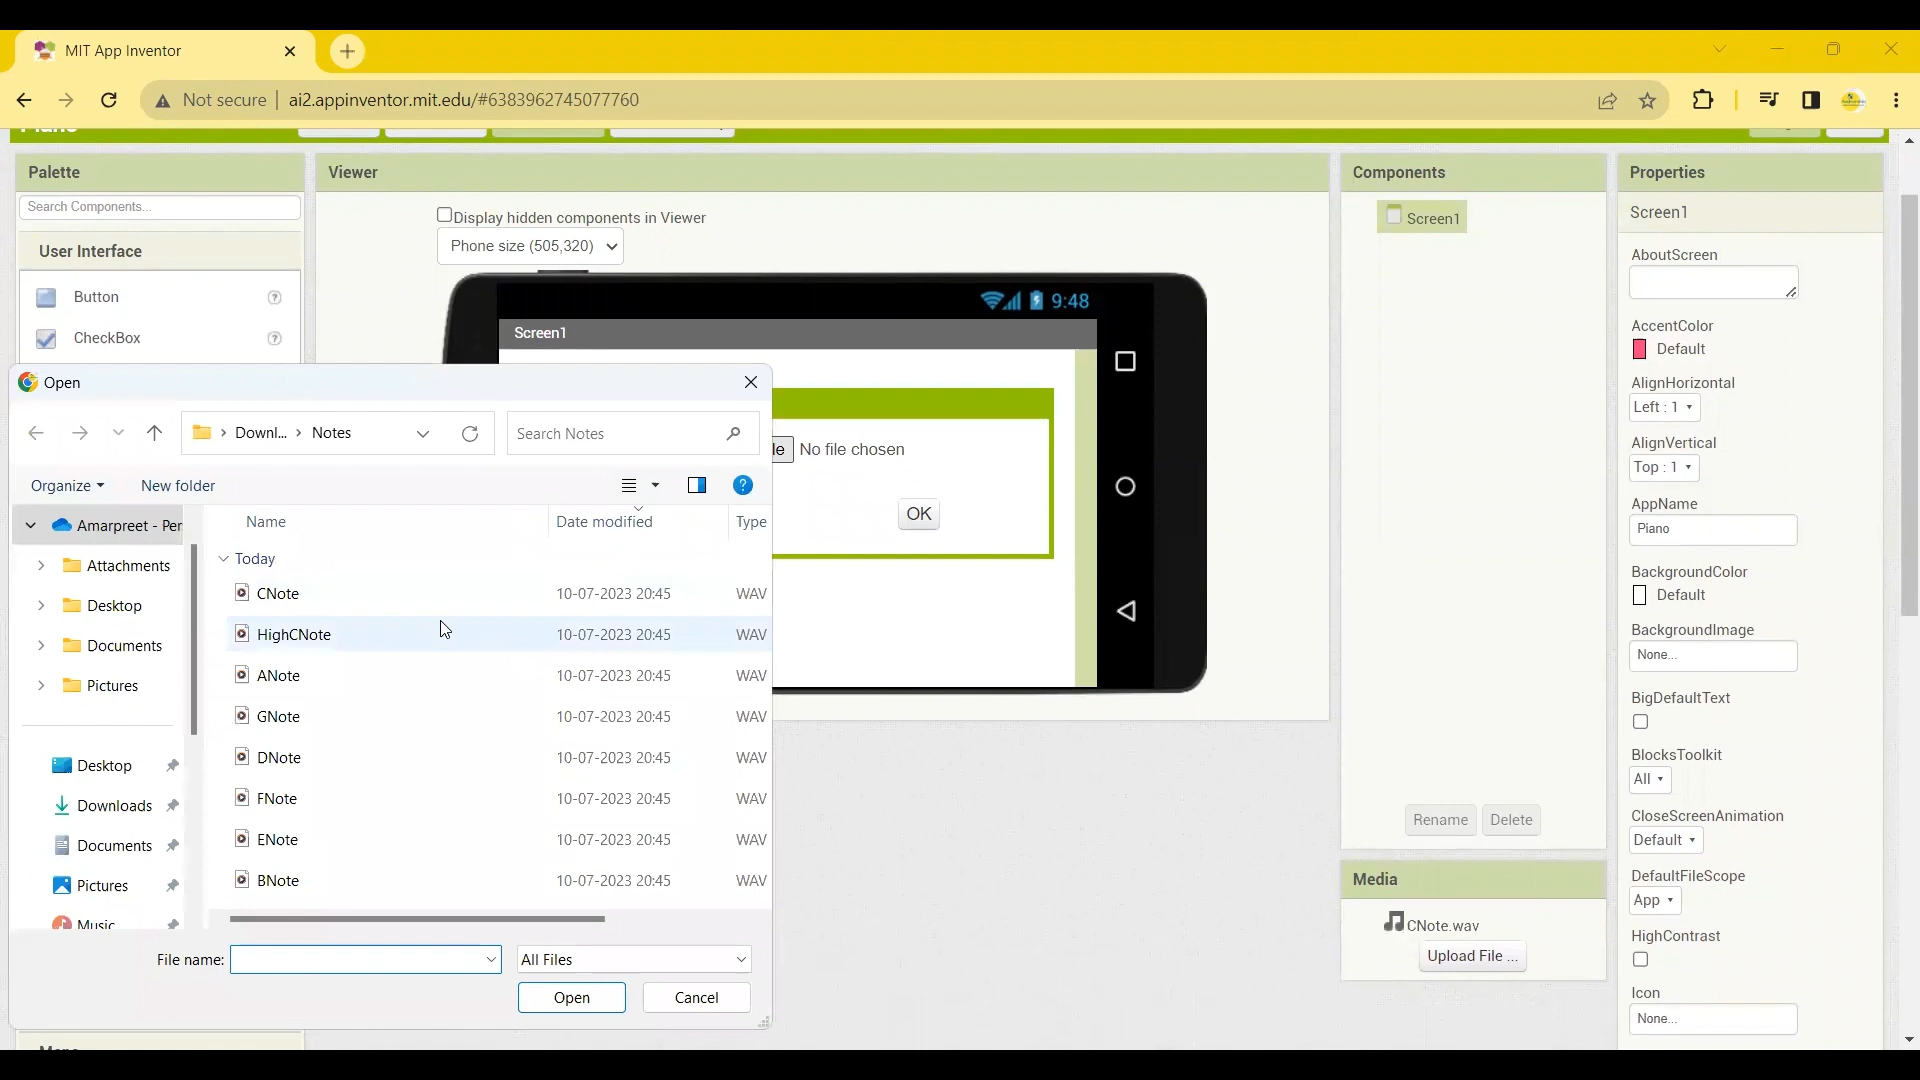 MIT App Inventor
Not secure
ai2.appinventor.mit.edu/#6383962745077760
Palette
Search Components...
User Interface
Button
CheckBox
Viewer
Display hidden components in Viewer
Phone size (505,320)
9:48
Screen1
No file chosen
OK
Open
Downl... > Notes
Search Notes
Organize
New folder
Name Date modified Type
Amarpreet - Per
Attachments
Desktop
Documents
Pictures
Desktop
Downloads
Documents
Pictures
Music
Today
CNote 10-07-2023 20:45 WAV
HighCNote 10-07-2023 20:45 WAV
ANote 10-07-2023 20:45 WAV
GNote 10-07-2023 20:45 WAV
DNote 10-07-2023 20:45 WAV
FNote 10-07-2023 20:45 WAV
ENote 10-07-2023 20:45 WAV
BNote 10-07-2023 20:45 WAV
File name:
All Files
Open Cancel
Components
Screen1
Rename Delete
Media
CNote.wav
Upload File ...
Properties
Screen1
AboutScreen
AccentColor
Default
AlignHorizontal
Left : 1
AlignVertical
Top : 1
AppName
Piano
BackgroundColor
Default
BackgroundImage
None...
BigDefaultText
BlocksToolkit
All
CloseScreenAnimation
Default
DefaultFileScope
App
HighContrast
Icon
None...